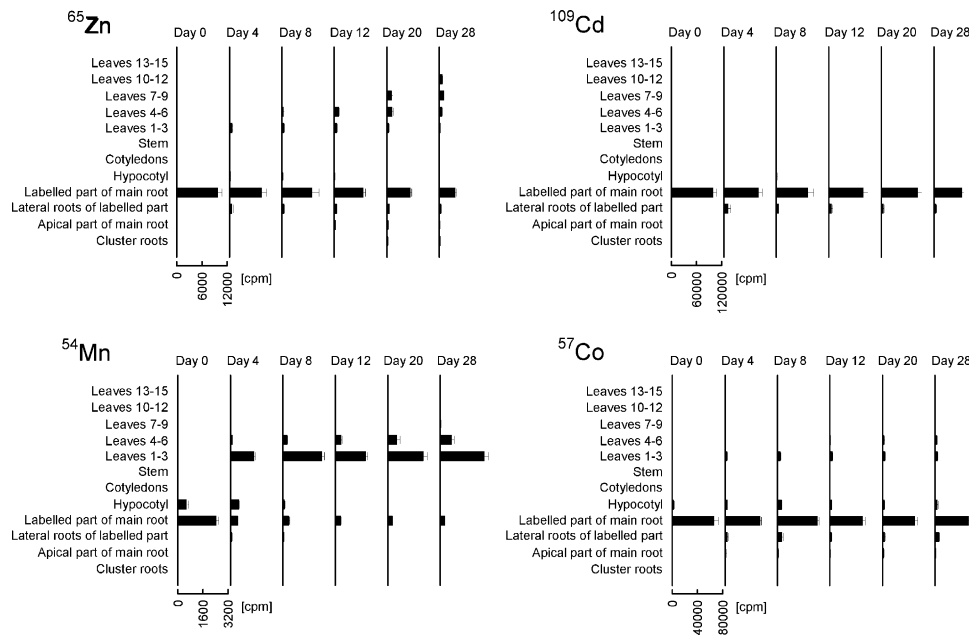 65Zn
Day 0 Day 4 Day 8 Day 12 Day 20 Day 28
Leaves 13-15
Leaves 10-12
Leaves 7-9
Leaves 4-6
Leaves 1-3
Stem
Cotyledons
Hypocotyl
Labelled part of main root
Lateral roots of labelled part
Apical part of main root
Cluster roots
0 6000 12000 [cpm]
109Cd
Day 0 Day 4 Day 8 Day 12 Day 20 Day 28
Leaves 13-15
Leaves 10-12
Leaves 7-9
Leaves 4-6
Leaves 1-3
Stem
Cotyledons
Hypocotyl
Labelled part of main root
Lateral roots of labelled part
Apical part of main root
Cluster roots
0 60000 120000 [cpm]
54Mn
Day 0 Day 4 Day 8 Day 12 Day 20 Day 28
Leaves 13-15
Leaves 10-12
Leaves 7-9
Leaves 4-6
Leaves 1-3
Stem
Cotyledons
Hypocotyl
Labelled part of main root
Lateral roots of labelled part
Apical part of main root
Cluster roots
0 1600 3200 [cpm]
57Co
Day 0 Day 4 Day 8 Day 12 Day 20 Day 28
Leaves 13-15
Leaves 10-12
Leaves 7-9
Leaves 4-6
Leaves 1-3
Stem
Cotyledons
Hypocotyl
Labelled part of main root
Lateral roots of labelled part
Apical part of main root
Cluster roots
0 40000 80000 [cpm]